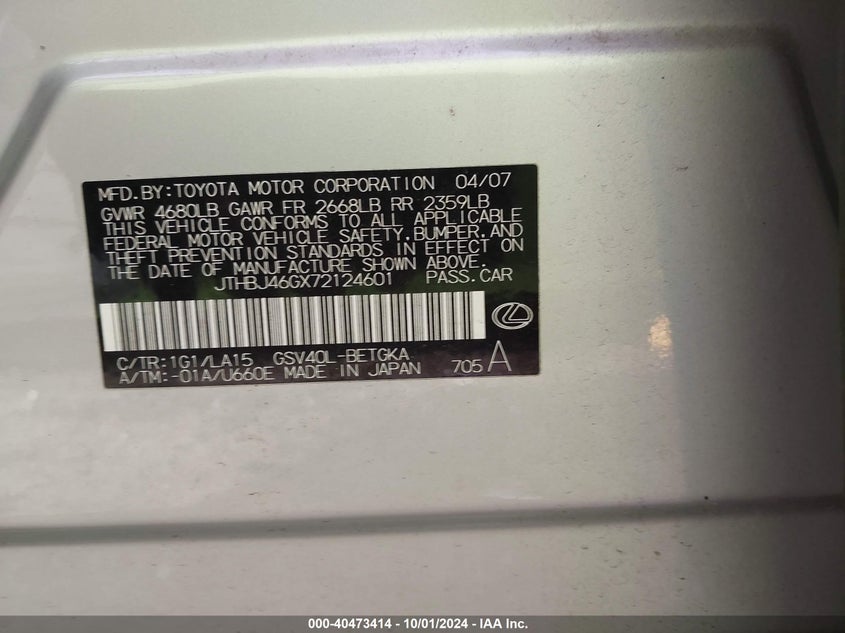 MFD.BY:TOYOTA MOTOR CORPORATION 04/07
GVWR 4680LB GAWR FR 2668LB RR 2359LB
THIS VEHICLE CONFORMS TO ALL APPLICABLE
FEDERAL MOTOR VEHICLE SAFETY,BUMPER,AND
THEFT PREVENTION STANDARDS IN EFFECT ON
THE DATE OF MANUFACTURE SHOWN ABOVE.
JTHBJ46GX72124601 PASS.CAR
C/TR:1G1/LA15 GSV40L-BETGKA
A/TM:-01A/U660E MADE IN JAPAN 705 A
000-40473414 - 10/01/2024 - IAA Inc.